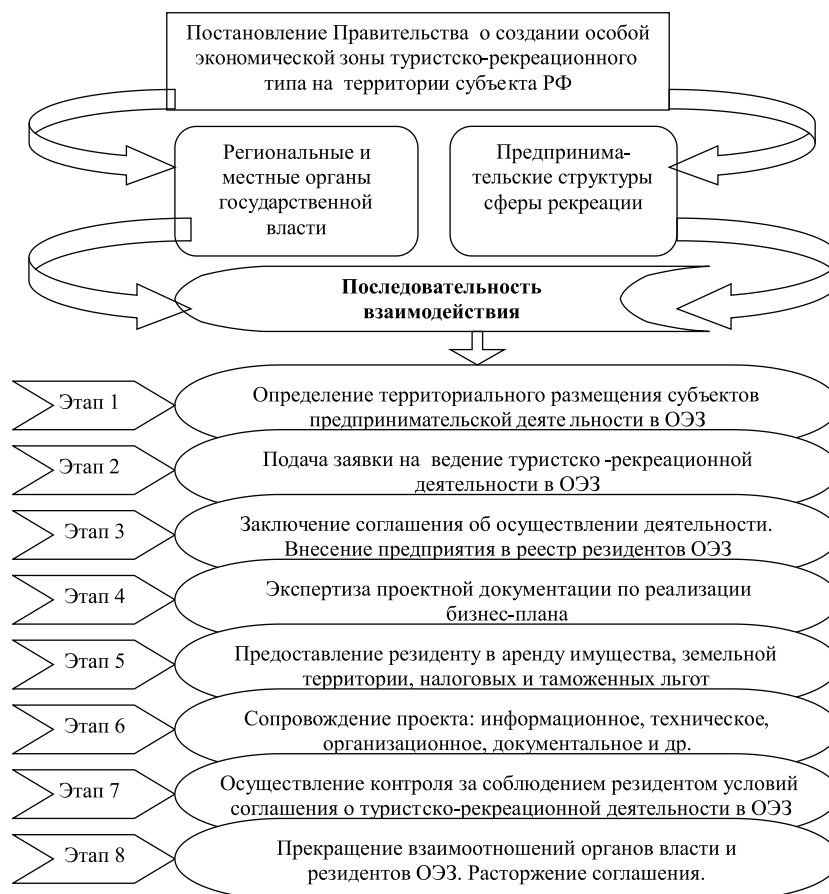 Постановление Правительства о создании особой
экономической зоны туристско-рекреационного
типа на территории субъекта РФ
Региональные и
местные органы
государственной
власти
Предпринима-
тельские структуры
сферы рекреации
Последовательность
взаимодействия
Этап 1
Определение территориального размещения субъектов
предпринимательской деяте льности в ОЭЗ
Этап 2
Подача заявки на ведение туристско -рекреационной
деятельности в ОЭЗ
Этап 3
Заключение соглашения об осуществлении деятельности.
Внесение предприятия в реестр резидентов ОЭЗ
Этап 4
Экспертиза проектной документации по реализации
бизнес-плана
Этап 5
Предоставление резиденту в аренду имущества, земельной
территории, налоговых и таможенных льгот
Этап 6
Сопровождение проекта: информационное, техническое,
организационное, документальное и др.
Этап 7
Осуществление контроля за соблюдением резидентом условий
соглашения о туристско-рекреационной деятельности в ОЭЗ
Этап 8
Прекращение взаимоотношений органов власти и
резидентов ОЭЗ. Расторжение соглашения.